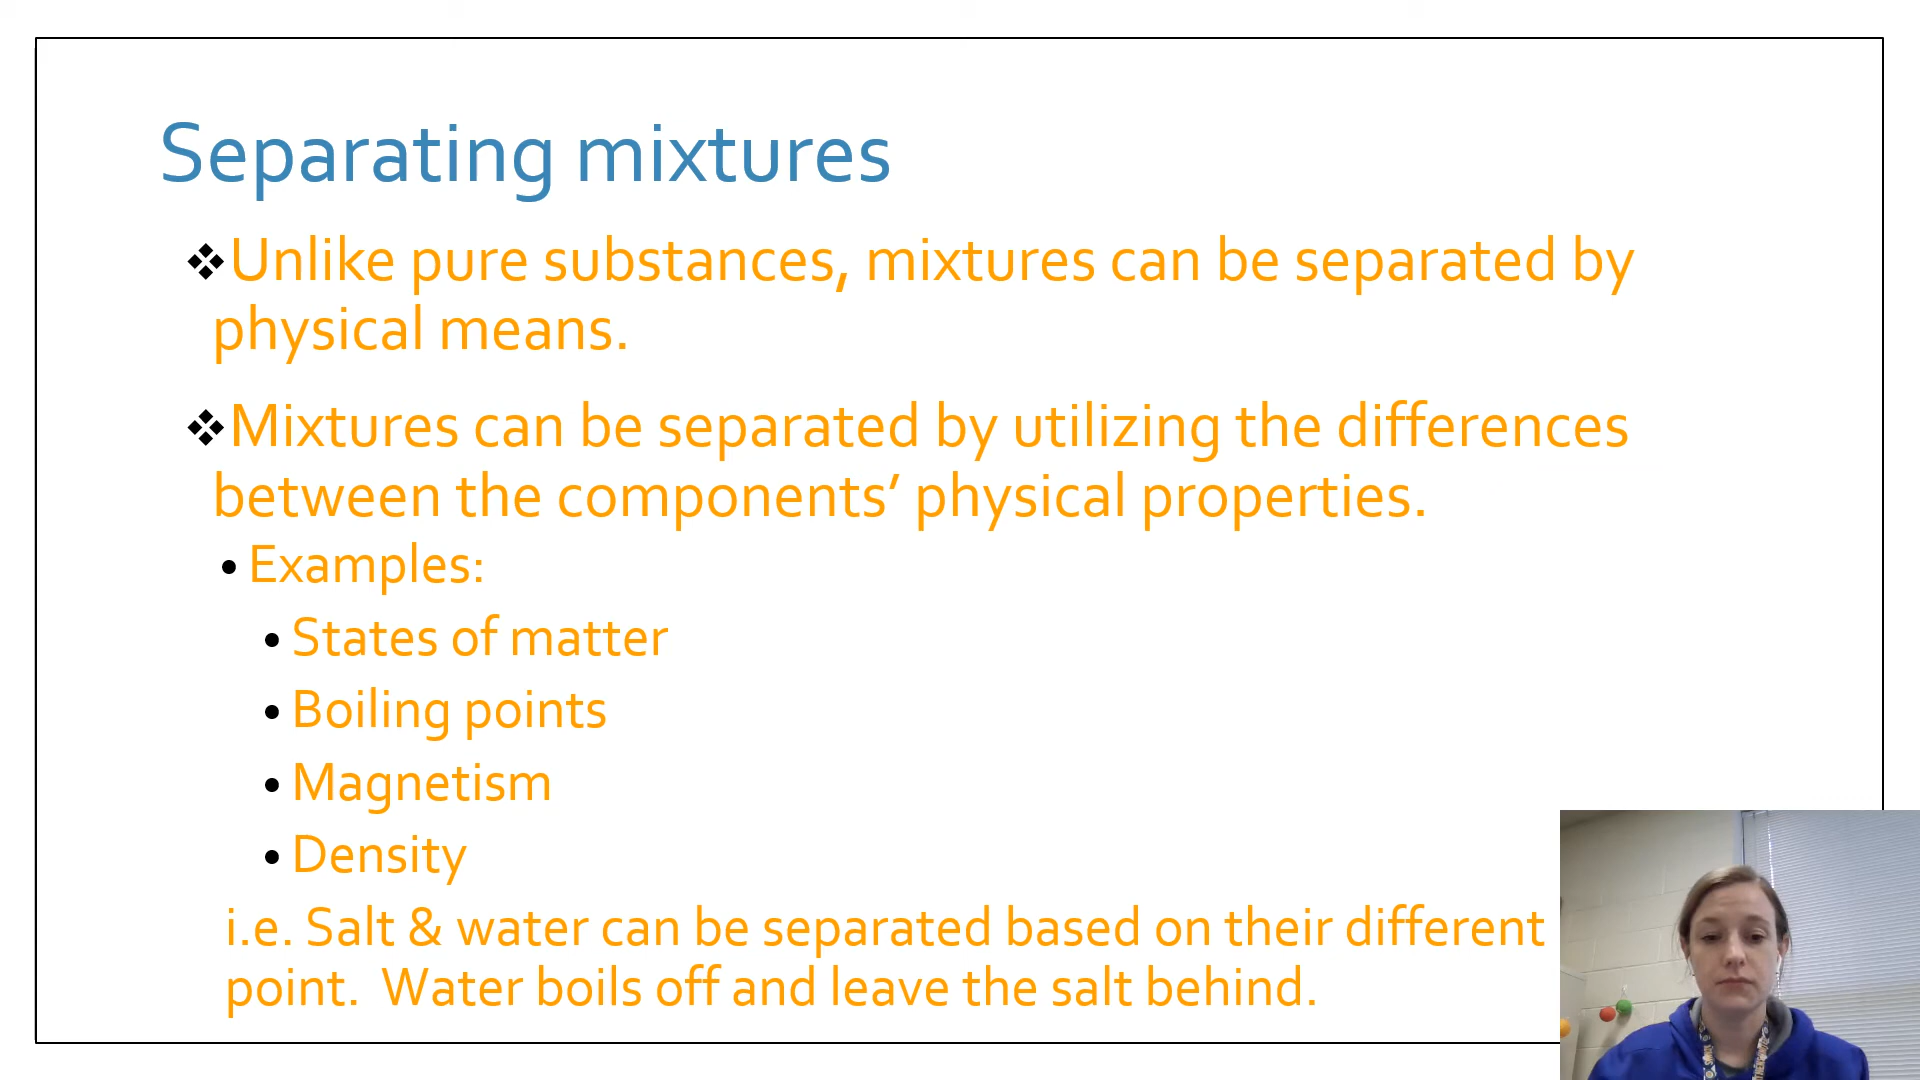 Separating mixtures
❖Unlike pure substances, mixtures can be separated by
physical means.
❖Mixtures can be separated by utilizing the differences
between the components’ physical properties.
• Examples:
• States of matter
• Boiling points
• Magnetism
• Density
i.e. Salt & water can be separated based on their different
point.  Water boils off and leave the salt behind.